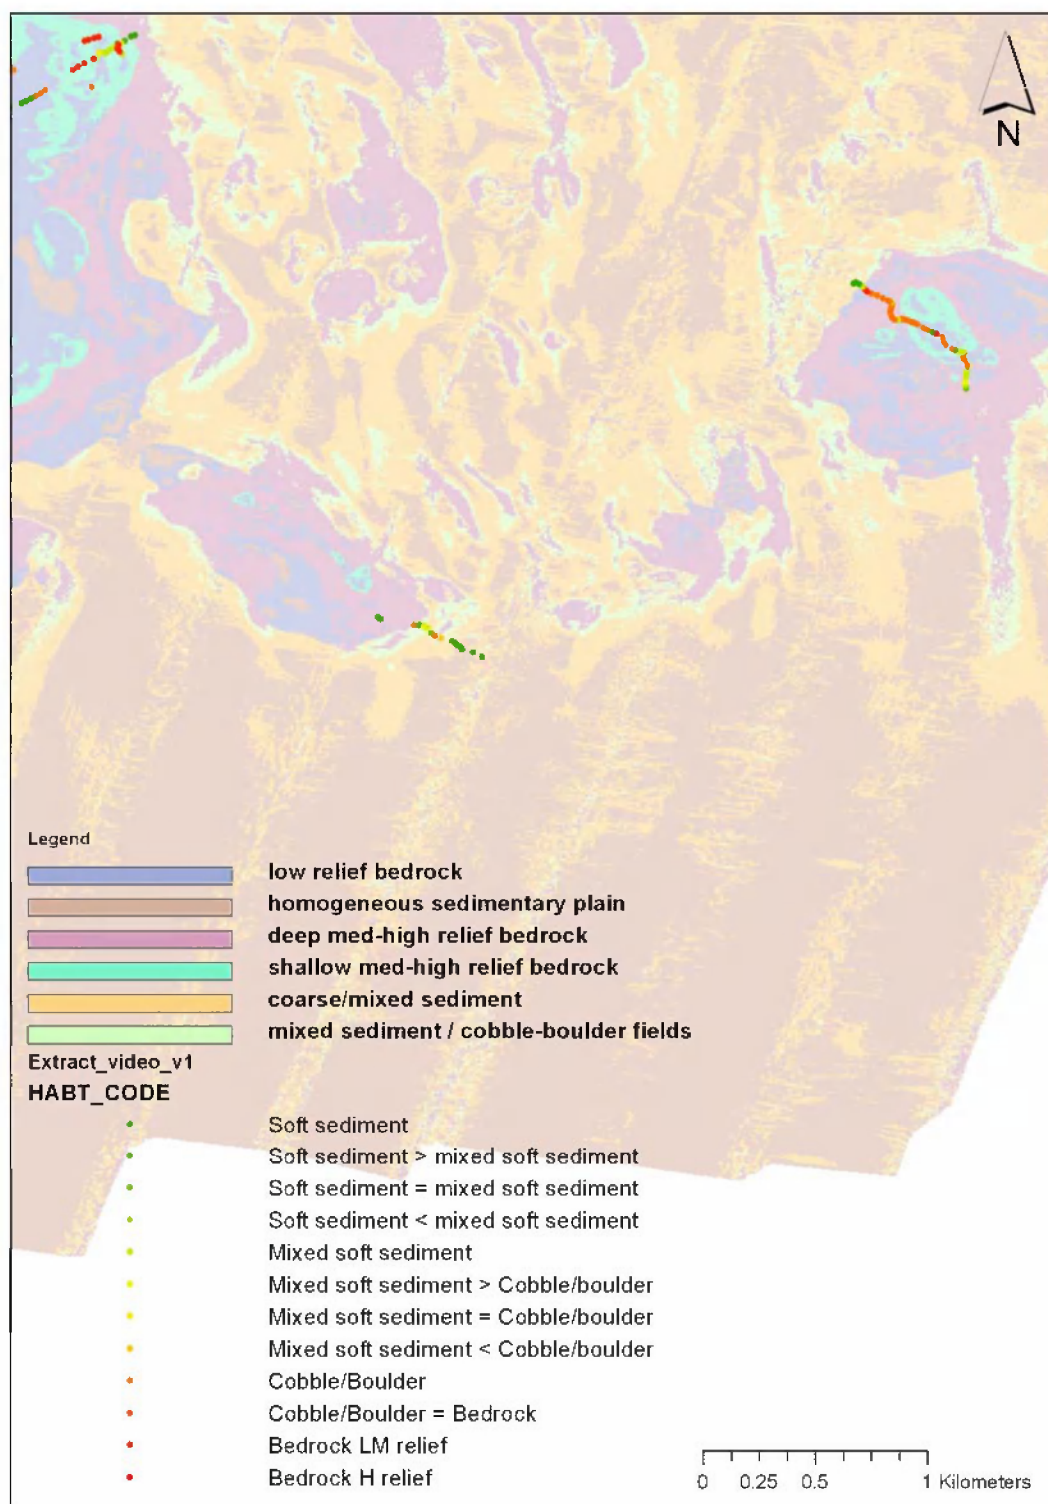 N
Legend
low relief bedrock
homogeneous sedimentary plain
deep med-high relief bedrock
shallow med-high relief bedrock
coarse/mixed sediment
mixed sediment / cobble-boulder fields
Extract_video_v1
HABT_CODE
Soft sediment
Soft sediment > mixed soft sediment
Soft sediment = mixed soft sediment
Soft sediment < mixed soft sediment
Mixed soft sediment
Mixed soft sediment > Cobble/boulder
Mixed soft sediment = Cobble/boulder
Mixed soft sediment < Cobble/boulder
Cobble/Boulder
Cobble/Boulder = Bedrock
Bedrock LM relief
Bedrock H relief
0 0.25 0.5 1 Kilometers